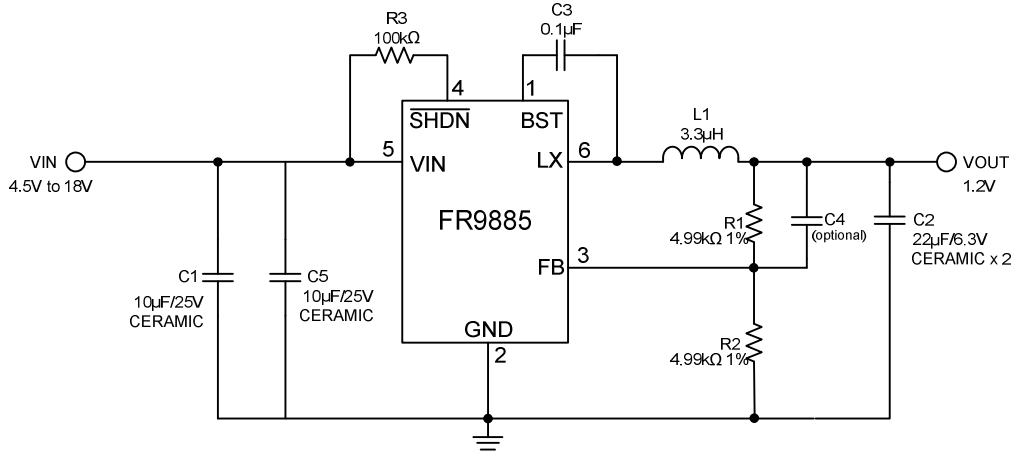 R3
100kΩ
C3
0.1µF
4
1
SHDN
BST
L1
3.3µH
VIN
4.5V to 18V
5
VIN
LX
6
VOUT
1.2V
FR9885
R1
4.99kΩ 1%
C4
(optional)
C2
22µF/6.3V
CERAMIC x 2
FB
3
C1
10µF/25V
CERAMIC
C5
10µF/25V
CERAMIC
GND
2
R2
4.99kΩ 1%